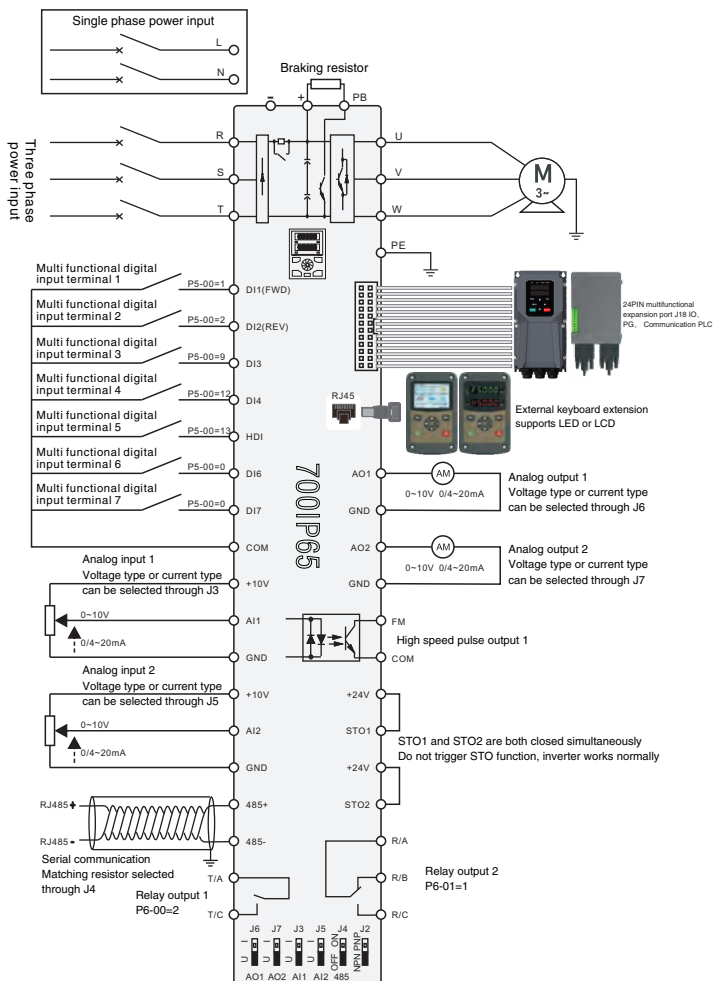 Single phase power input
L
N
Braking resistor
-
+
PB
Three phase
power input
R
S
T
U
V
W
M
3~
PE
Multi functional digital
input terminal 1
P5-00=1
DI1(FWD)
Multi functional digital
input terminal 2
P5-00=2
DI2(REV)
Multi functional digital
input terminal 3
P5-00=9
DI3
Multi functional digital
input terminal 4
P5-00=12
DI4
Multi functional digital
input terminal 5
P5-00=13
HDI
Multi functional digital
input terminal 6
P5-00=0
DI6
Multi functional digital
input terminal 7
P5-00=0
DI7
COM
24PIN multifunctional
expansion port J18 IO、
PG、 Communication PLC
RJ45
External keyboard extension
supports LED or LCD
700IP65
AO1
AM
0~10V 0/4~20mA
GND
Analog output 1
Voltage type or current type
can be selected through J6
AO2
AM
0~10V 0/4~20mA
GND
Analog output 2
Voltage type or current type
can be selected through J7
Analog input 1
Voltage type or current type
can be selected through J3
+10V
0~10V
AI1
0/4~20mA
GND
FM
High speed pulse output 1
COM
Analog input 2
Voltage type or current type
can be selected through J5
+10V
0~10V
AI2
0/4~20mA
GND
+24V
STO1
STO1 and STO2 are both closed simultaneously
Do not trigger STO function, inverter works normally
+24V
STO2
RJ485+
485+
RJ485-
485-
Serial communication
Matching resistor selected
through J4
R/A
R/B
R/C
Relay output 2
P6-01=1
T/A
Relay output 1
P6-00=2
T/C
J6 J7 J3 J5 J4 J2
U I
U I
U I
U I
OFF ON
NPN PNP
AO1 AO2 AI1 AI2 485